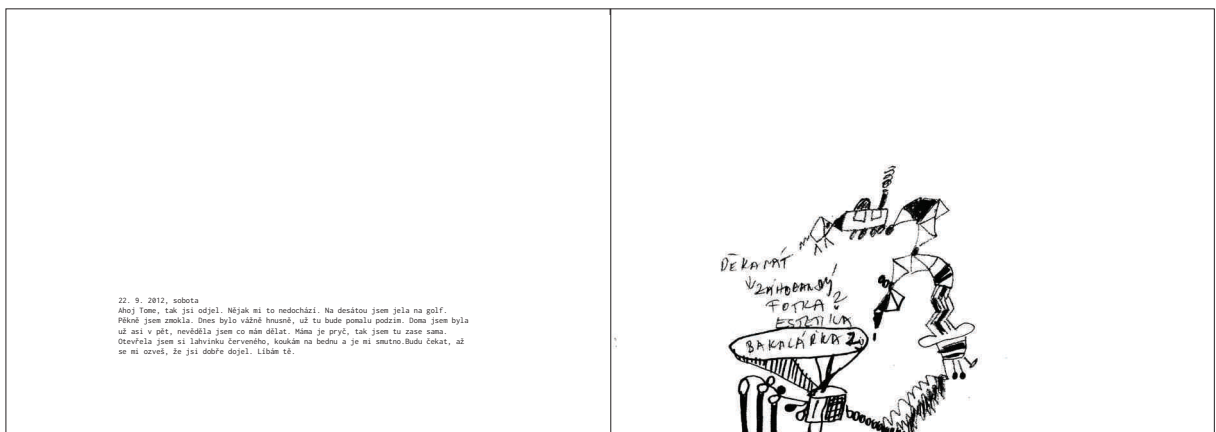 22. 9. 2012, sobota
Ahoj Tome, tak jsi odjel. Nějak mi to nedochází. Na desátou jsem jela na golf.
Pěkně jsem zmokla. Dnes bylo vážně hnusně, už tu bude pomalu podzim. Doma jsem byla
už asi v pět, nevěděla jsem co mám dělat. Máma je pryč, tak jsem tu zase sama.
Otevřela jsem si lahvinku červeného, koukám na bednu a je mi smutno.Budu čekat, až
se mi ozveš, že jsi dobře dojel. Líbám tě.
DĚKANÁT
FOTKA
ESTETIKA
BAKALÁŘKA